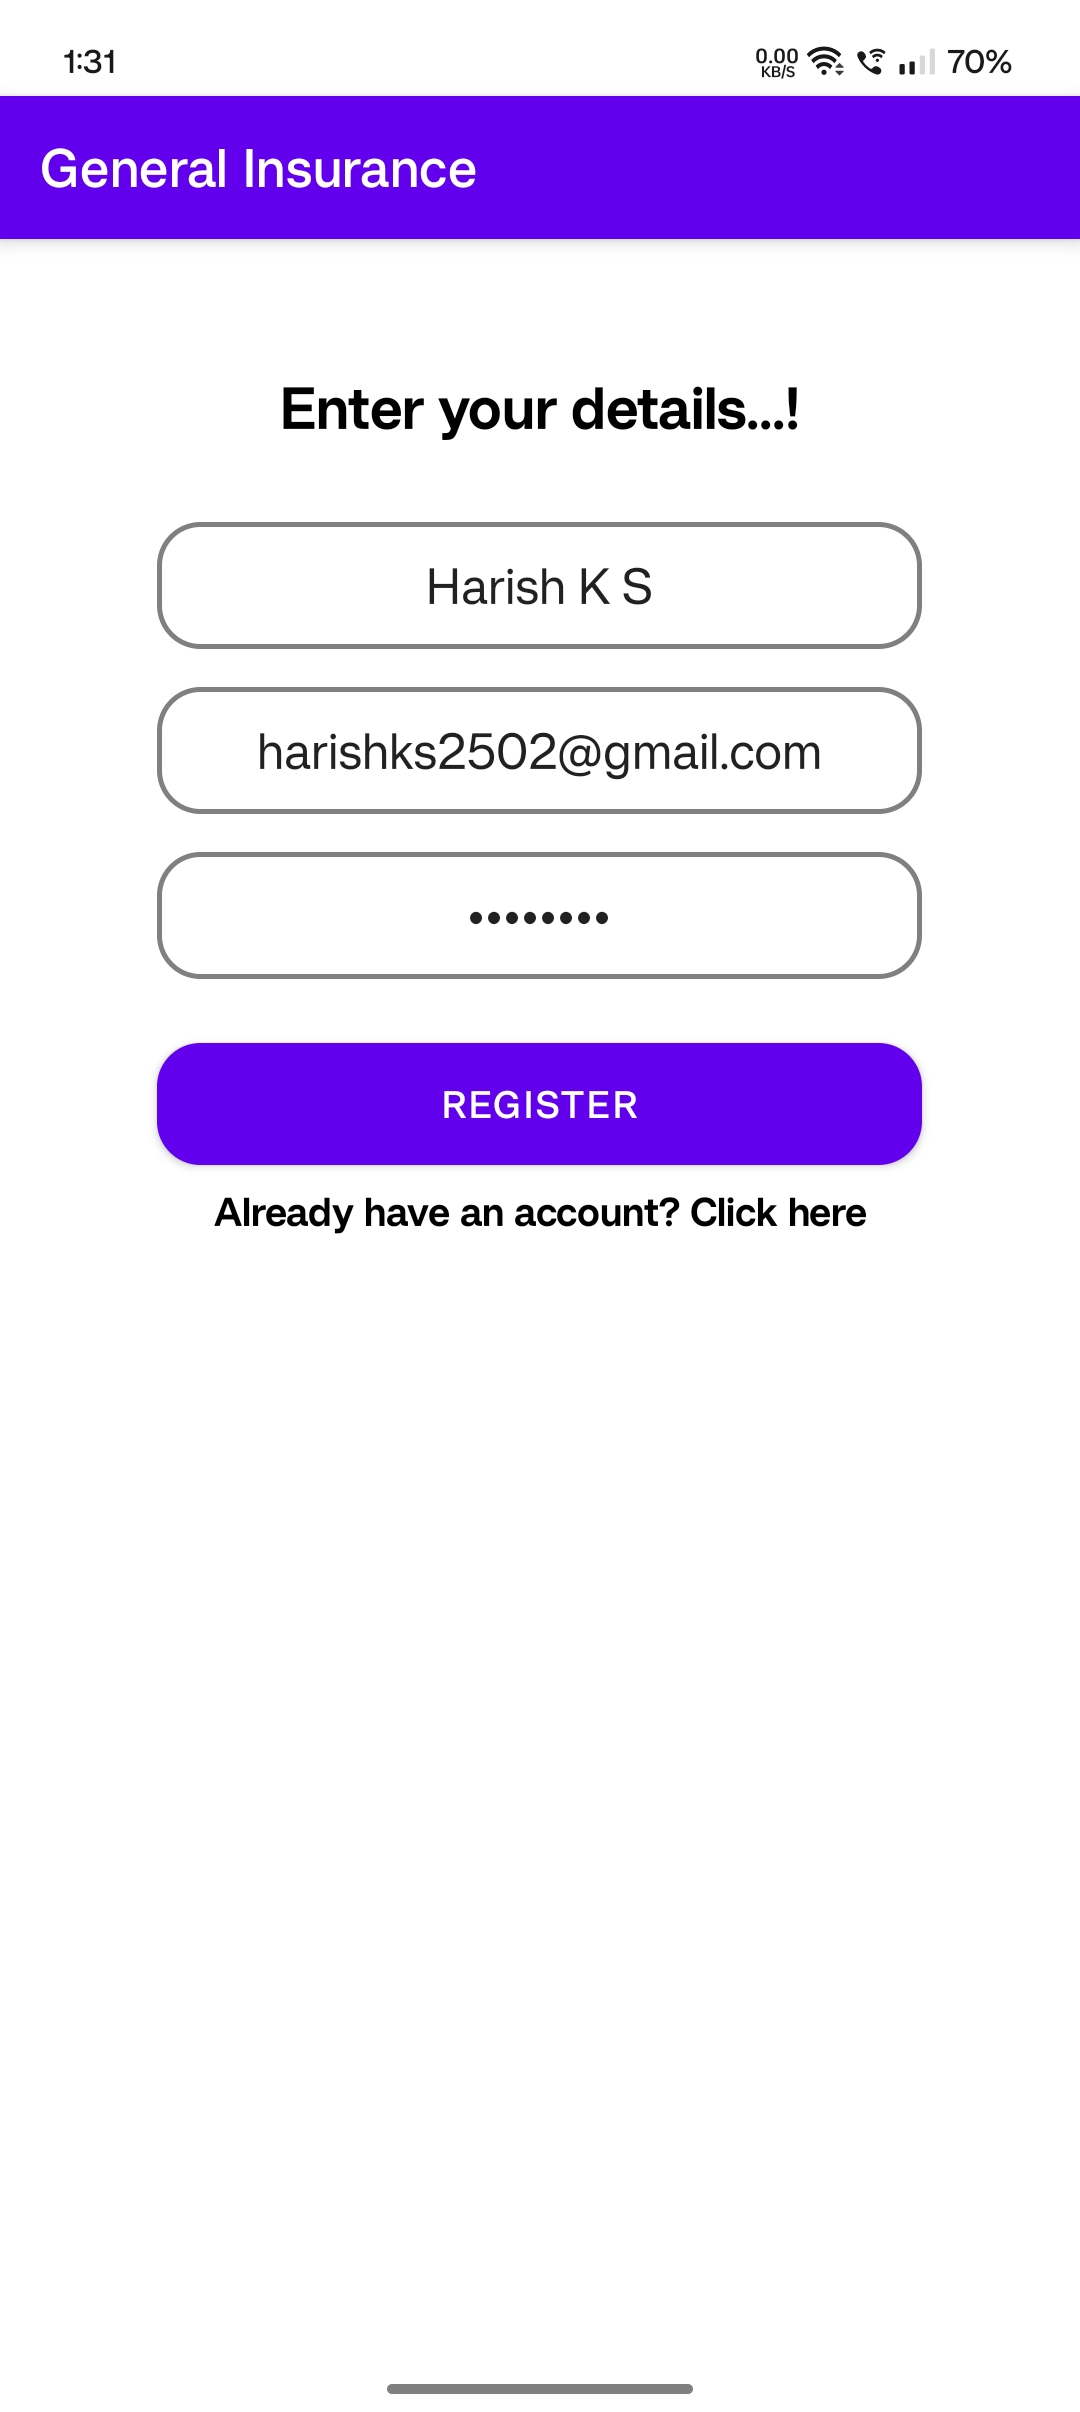 1:31
0.00
KB/S
70%
General Insurance
Enter your details...!
Harish K S
harishks2502@gmail.com
••••••••
REGISTER
Already have an account? Click here